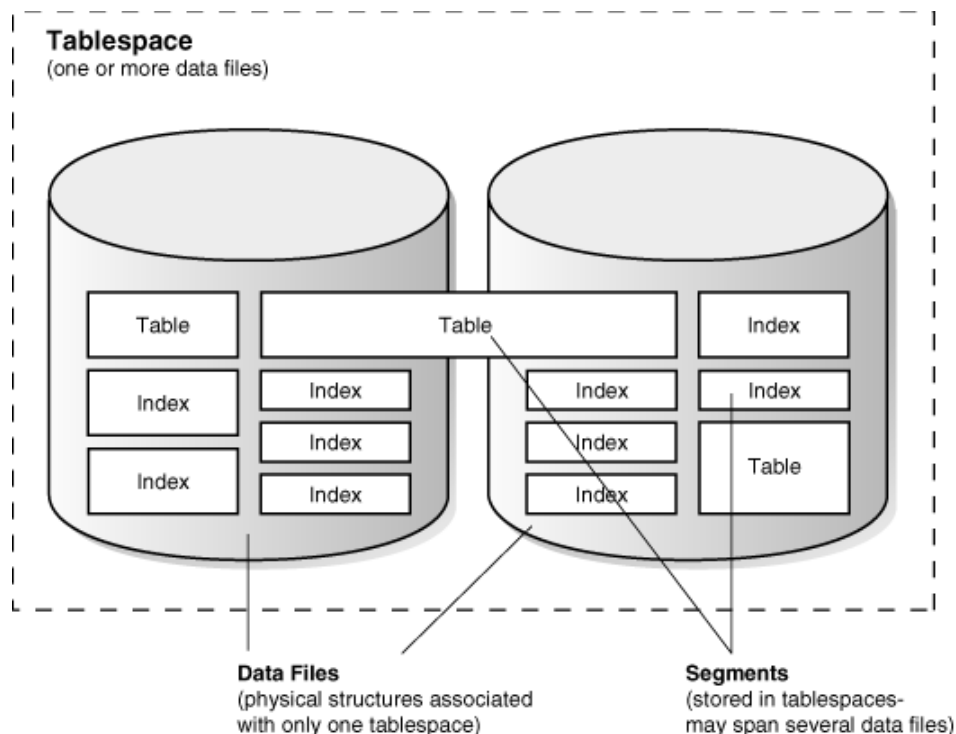 Tablespace
(one or more data files)
Table
Table
Index
Index
Index
Index
Index
Index
Index
Index
Table
Index
Index
Index
Data Files
(physical structures associated
with only one tablespace)
Segments
(stored in tablespaces-
may span several data files)